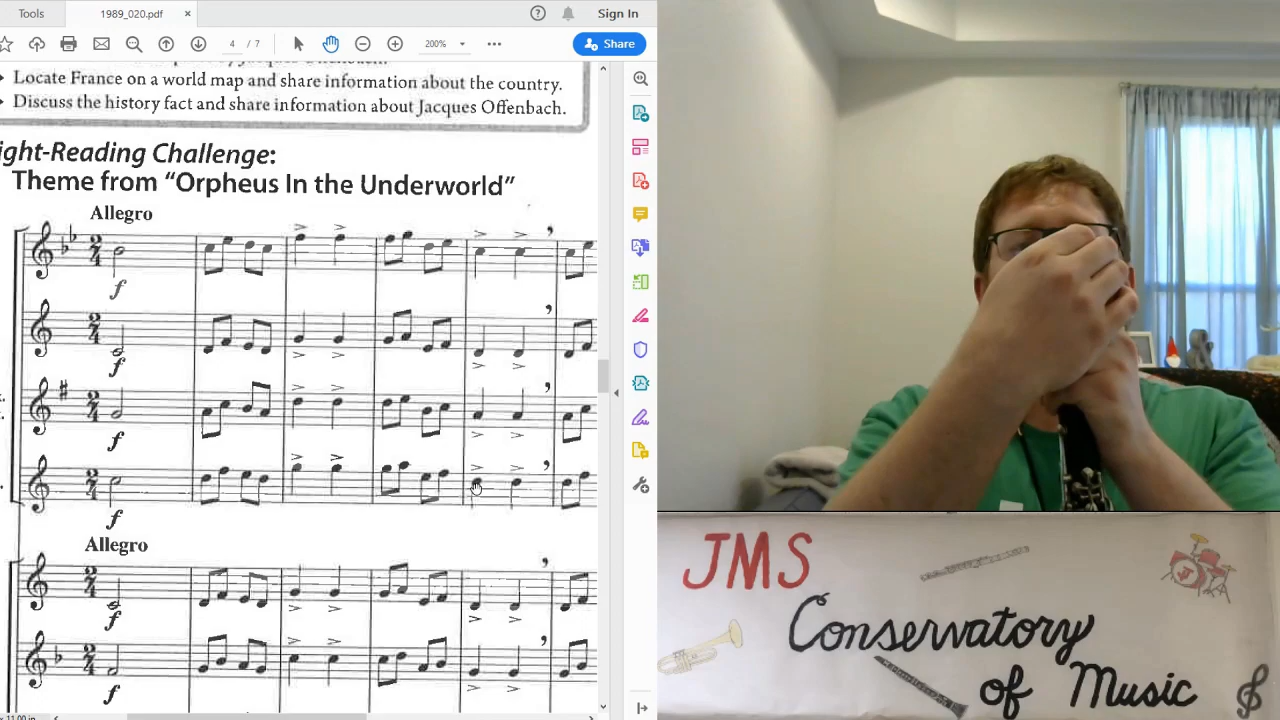 Tools
1989_020.pdf
Sign In
4 / 7
200%
Share
Locate France on a world map and share information about the country.
Discuss the history fact and share information about Jacques Offenbach.
ight-Reading Challenge:
Theme from “Orpheus In the Underworld”
Allegro
f
f
f
f
Allegro
f
f
JMS
Conservatory
of Music